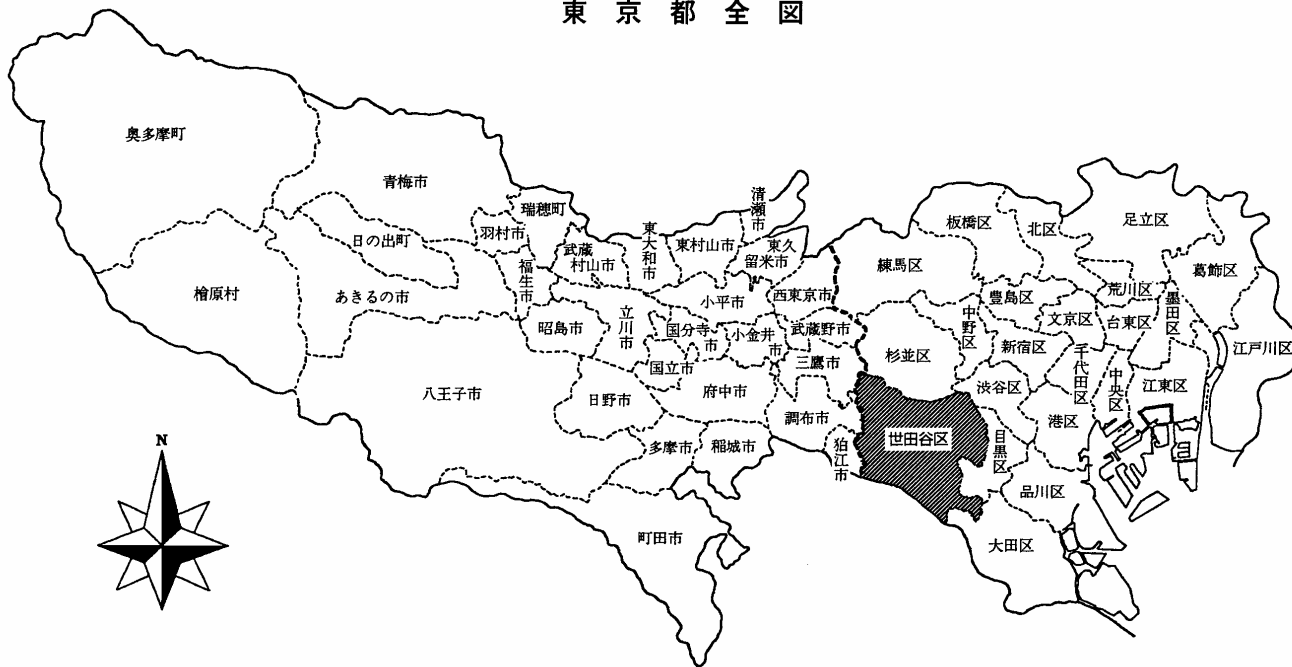 東京都全図
奥多摩町
青梅市
瑞穂町
羽村市
日の出町
檜原村
あきるの市
福生市
武蔵
村山市
東大和市
東村山市
清瀬市
東久
留米市
西東京市
小平市
昭島市
立川市
国分寺
市
小金井
市
武蔵野市
三鷹市
国立市
八王子市
日野市
府中市
調布市
多摩市
稲城市
狛江市
町田市
板橋区
北区
足立区
練馬区
葛飾区
豊島区
荒川区
墨田区
文京区
台東区
中野区
新宿区
千代田区
江戸川区
杉並区
渋谷区
中央区
江東区
港区
世田谷区
目黒区
品川区
大田区
N